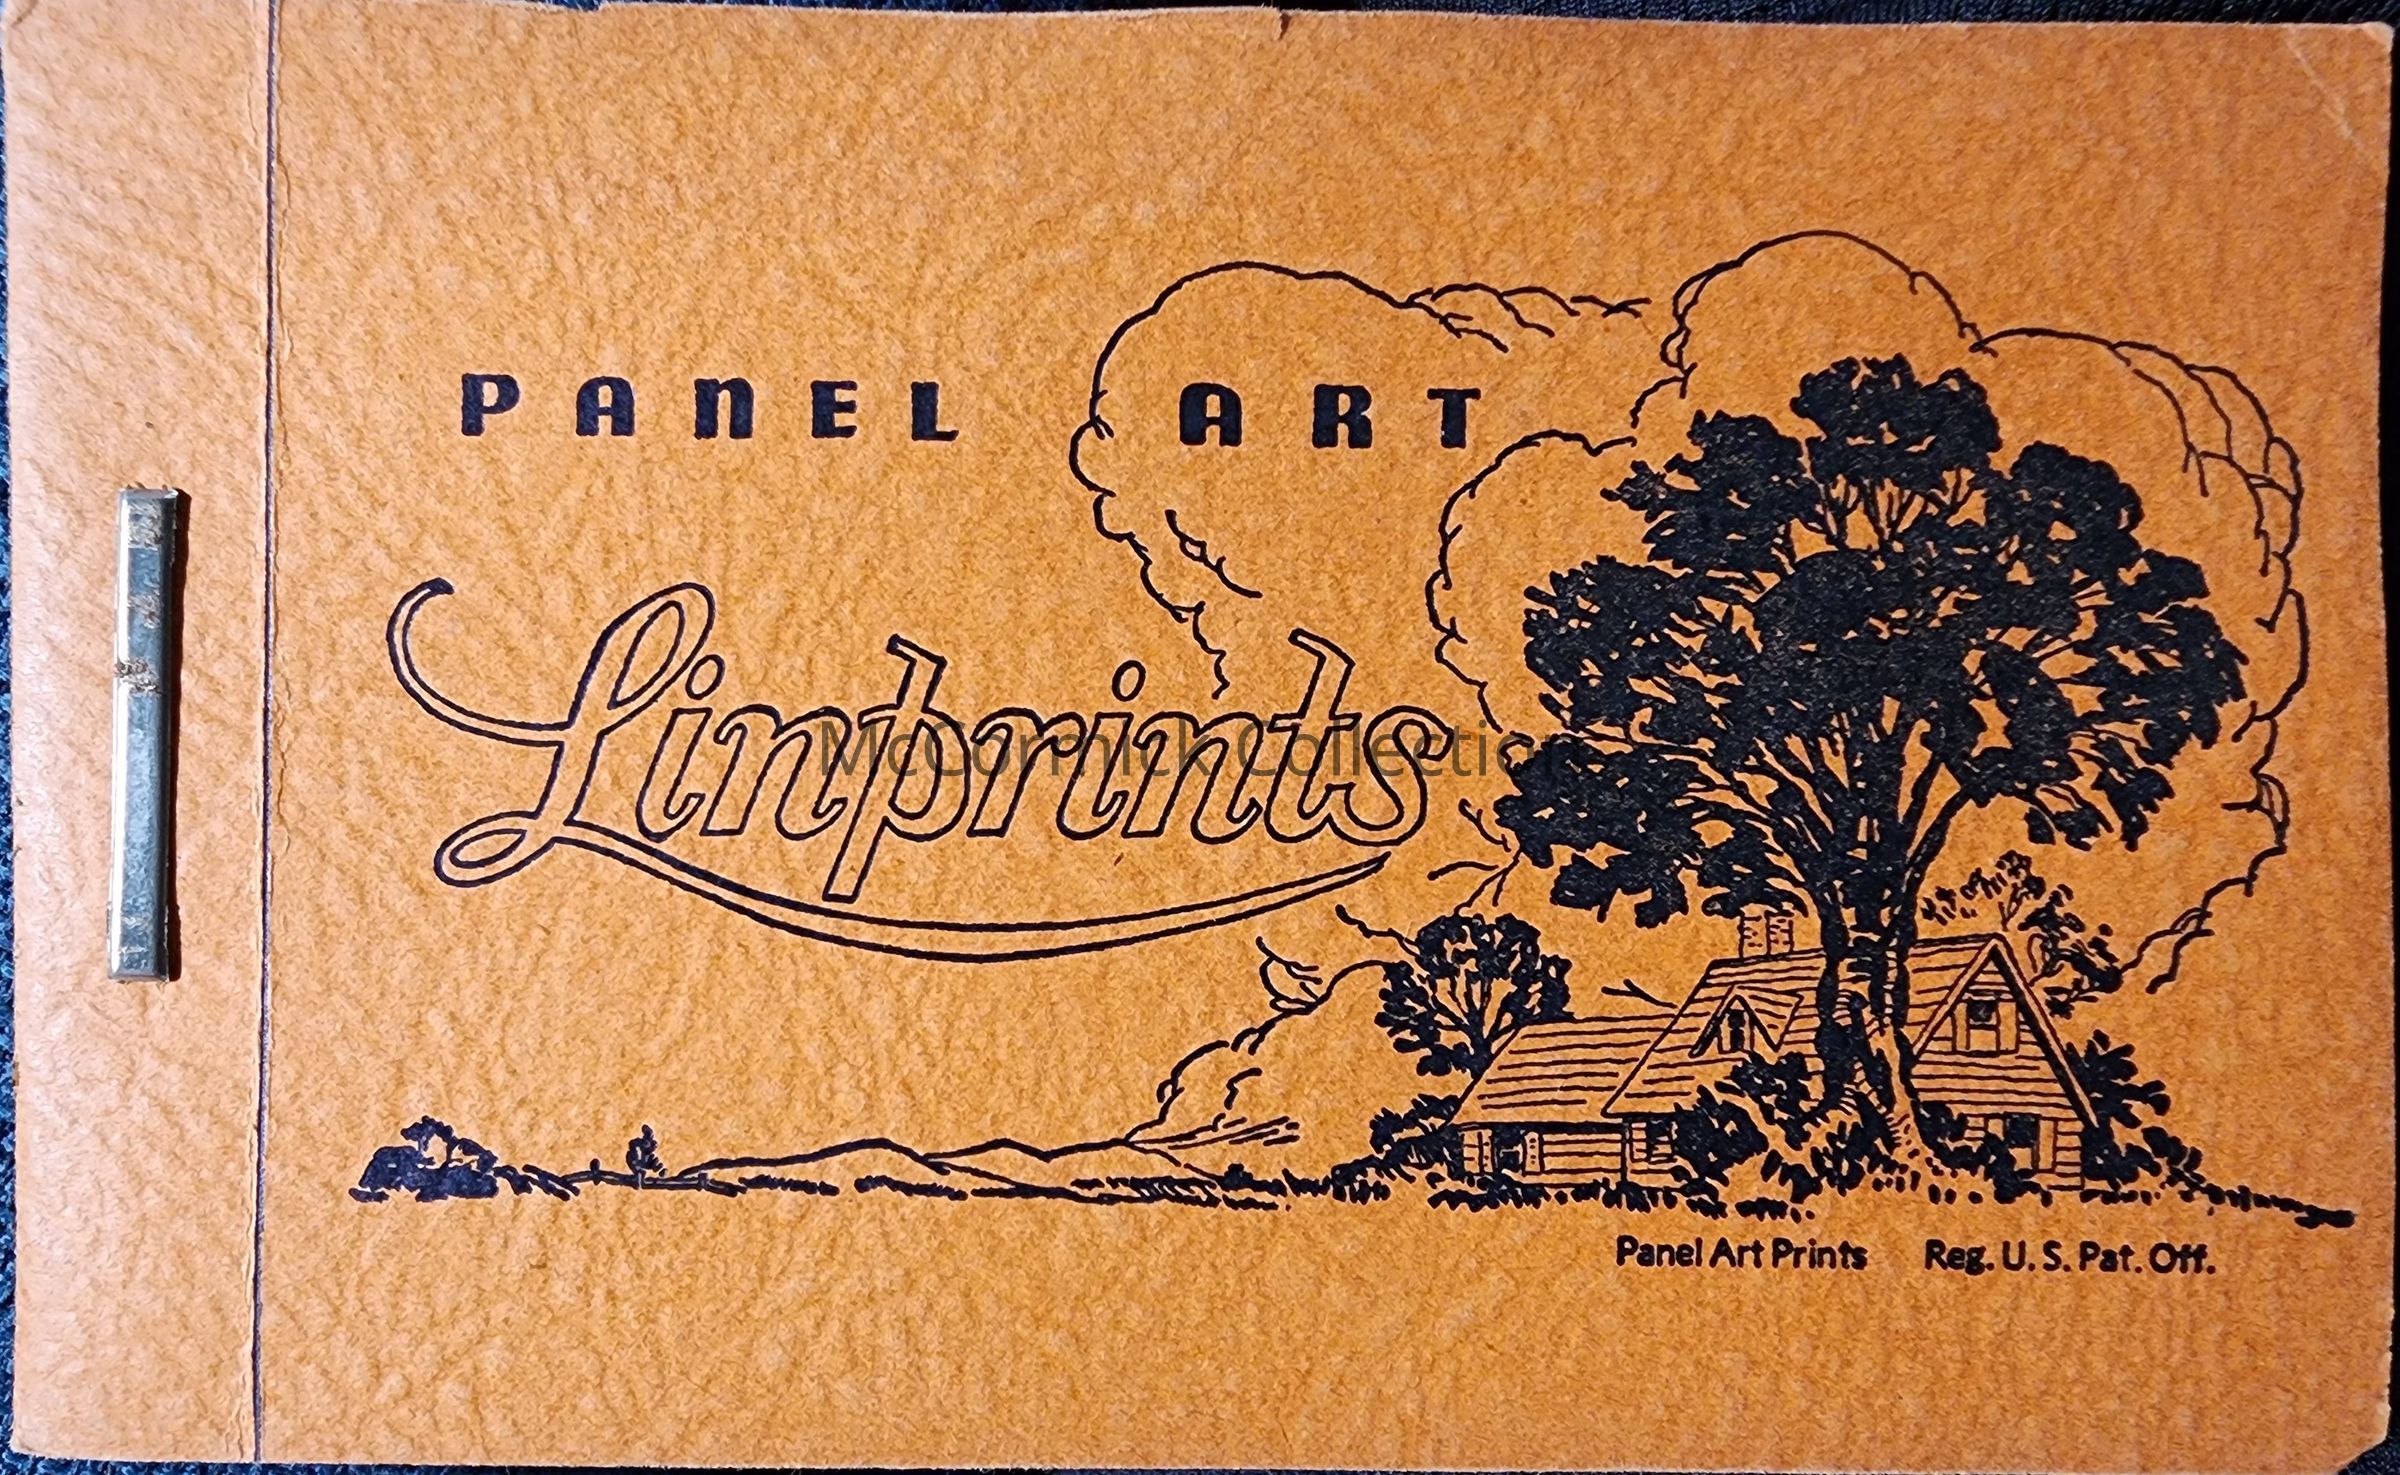 PANEL ART
Linprints
McCormick Collection
Panel Art Prints Reg. U. S. Pat. Off.